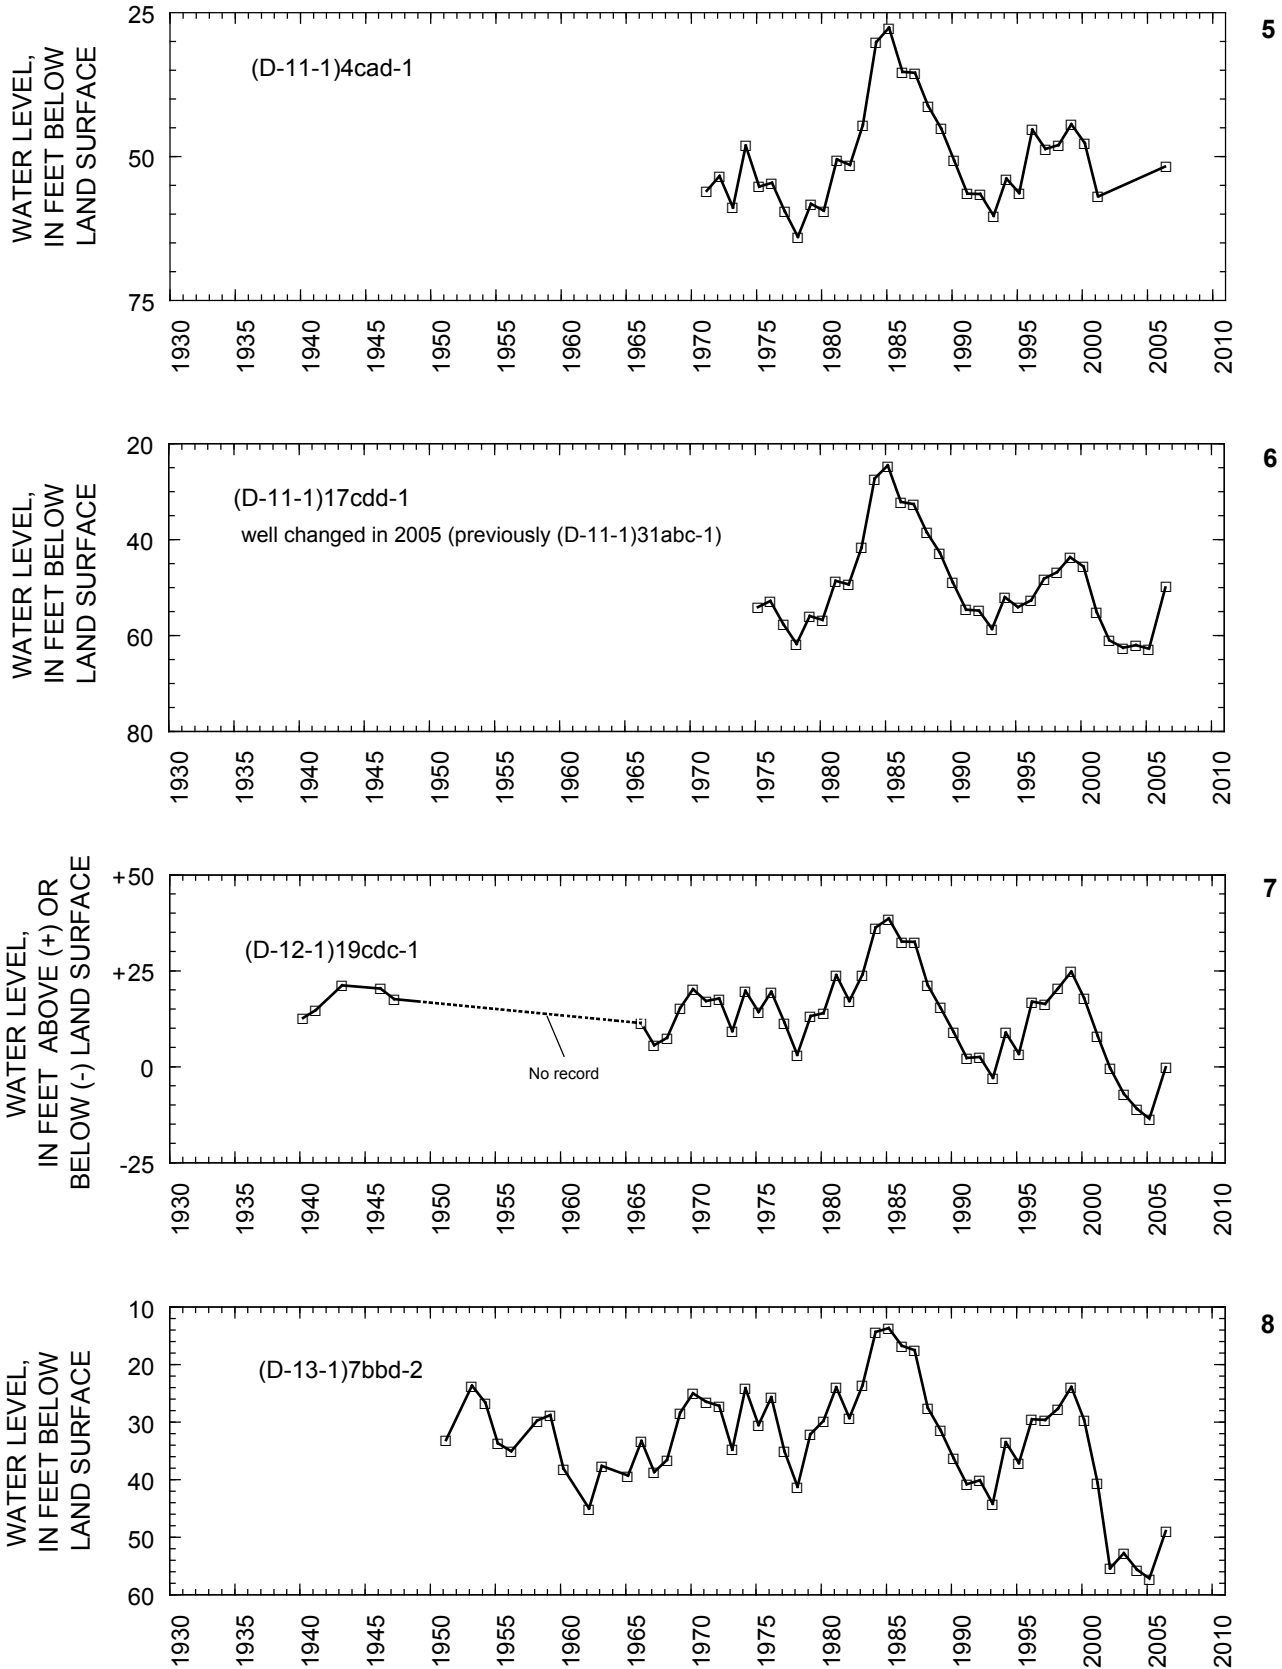 5
WATER LEVEL,
IN FEET BELOW
LAND SURFACE
25
50
75
(D-11-1)4cad-1
1930 1935 1940 1945 1950 1955 1960 1965 1970 1975 1980 1985 1990 1995 2000 2005 2010
6
WATER LEVEL,
IN FEET BELOW
LAND SURFACE
20
40
60
80
(D-11-1)17cdd-1
well changed in 2005 (previously (D-11-1)31abc-1)
1930 1935 1940 1945 1950 1955 1960 1965 1970 1975 1980 1985 1990 1995 2000 2005 2010
7
WATER LEVEL,
IN FEET ABOVE (+) OR
BELOW (-) LAND SURFACE
+50
+25
0
-25
(D-12-1)19cdc-1
No record
1930 1935 1940 1945 1950 1955 1960 1965 1970 1975 1980 1985 1990 1995 2000 2005 2010
8
WATER LEVEL,
IN FEET BELOW
LAND SURFACE
10
20
30
40
50
60
(D-13-1)7bbd-2
1930 1935 1940 1945 1950 1955 1960 1965 1970 1975 1980 1985 1990 1995 2000 2005 2010